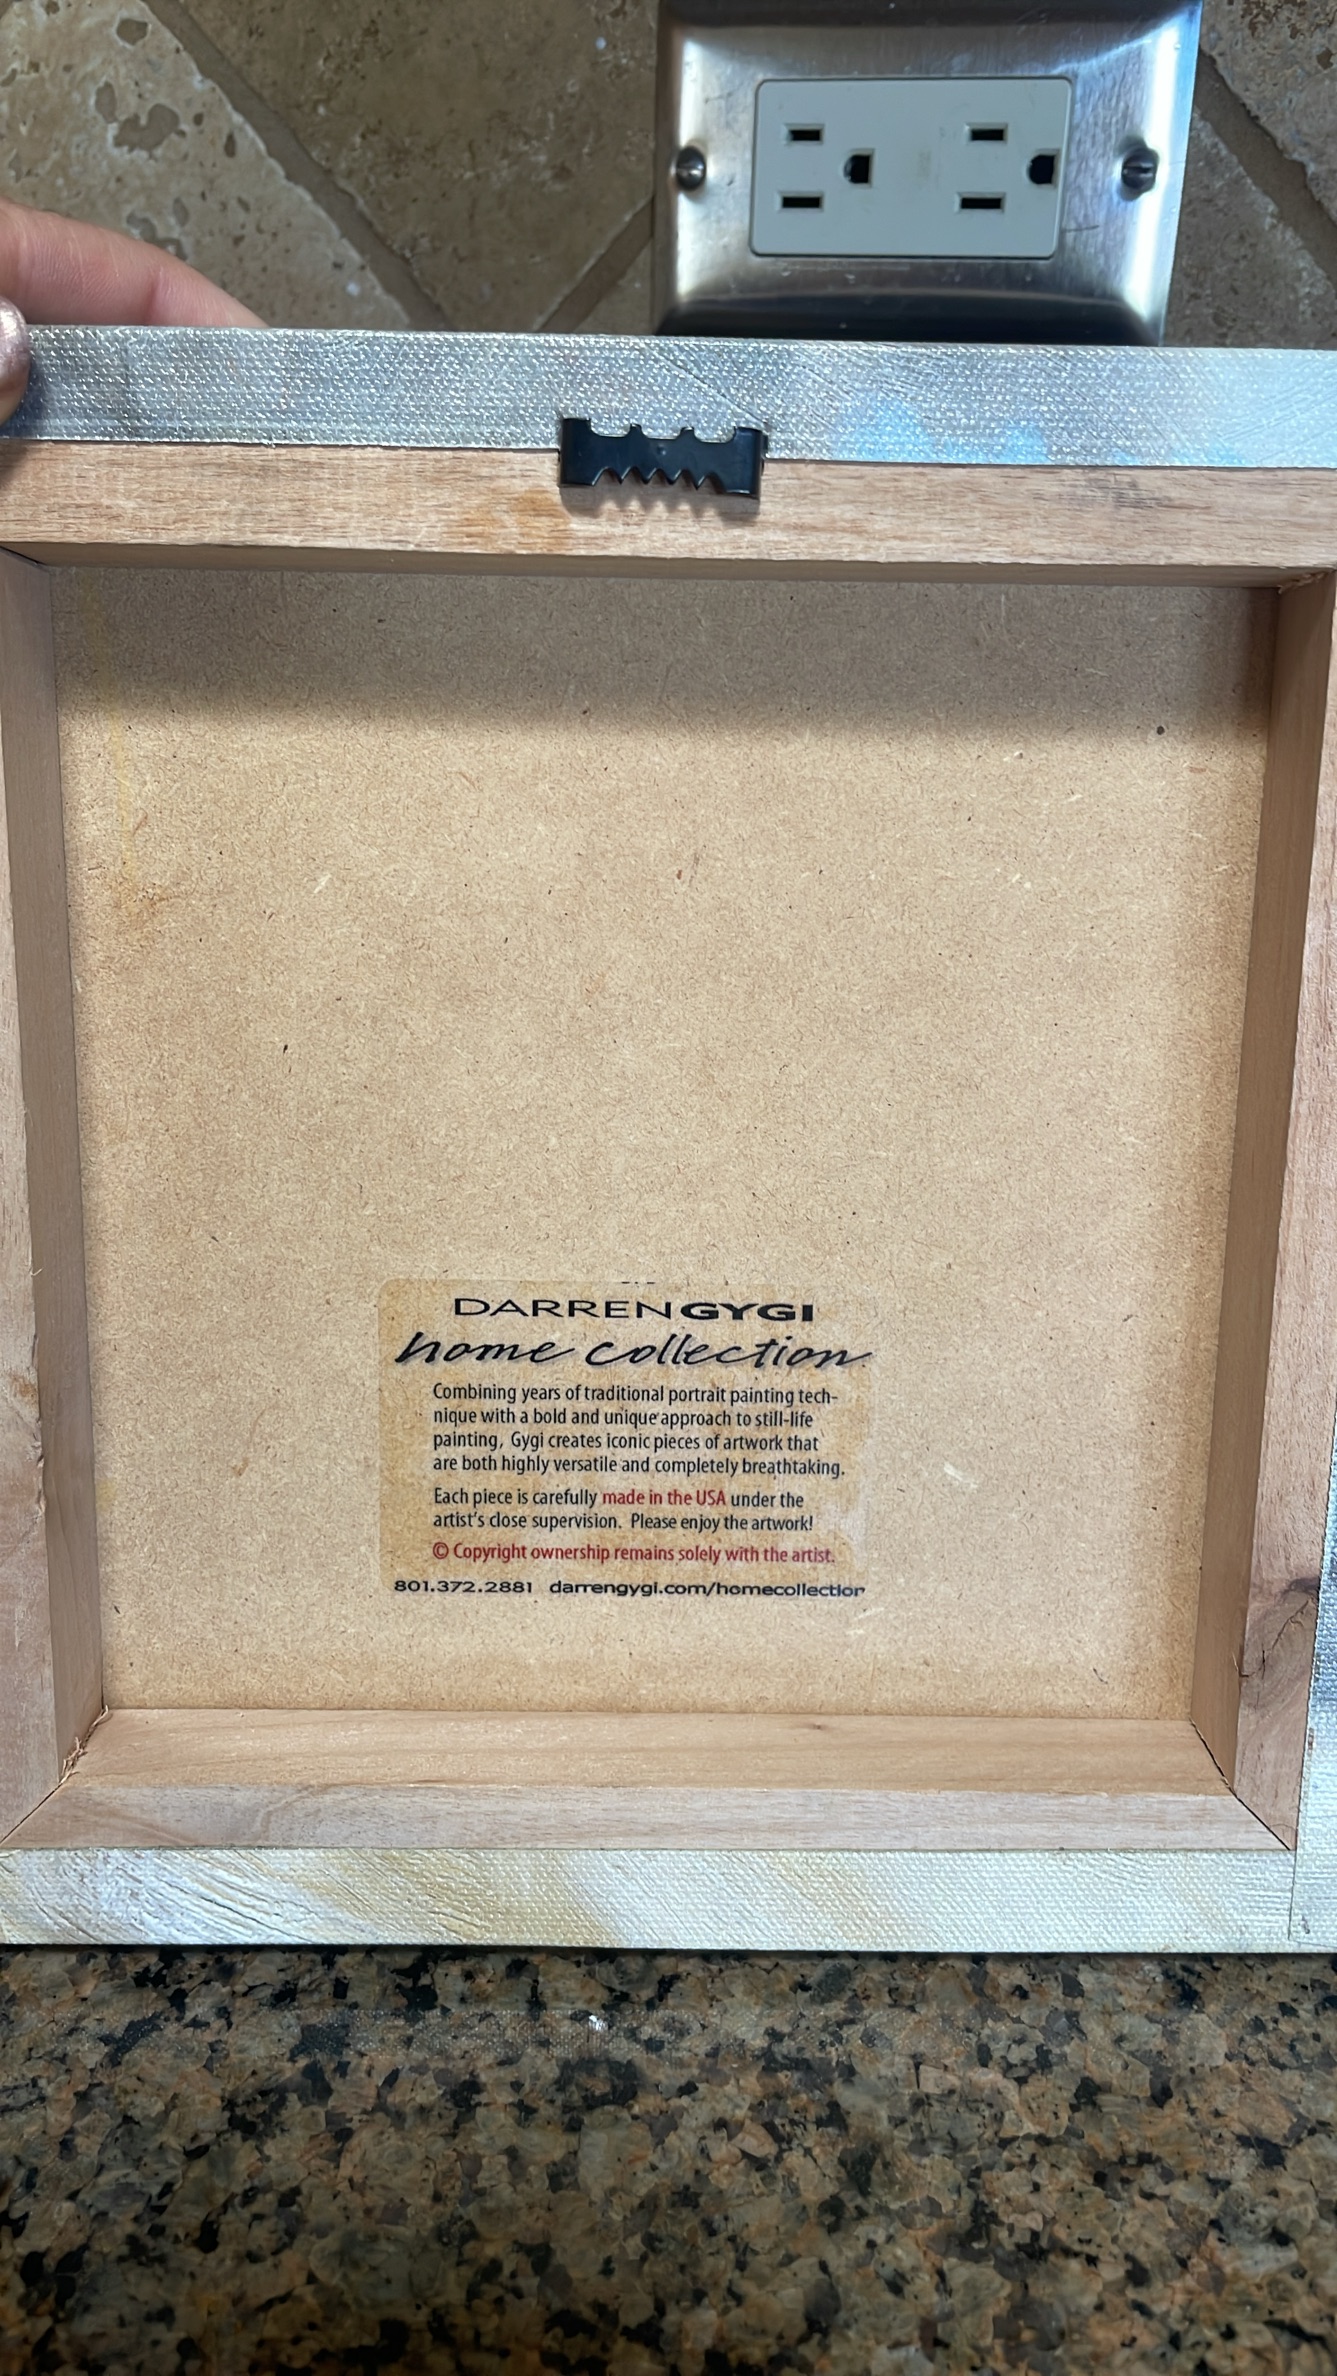 DARRENGYGI
home collection
Combining years of traditional portrait painting tech-
nique with a bold and unique approach to still-life
painting, Gygi creates iconic pieces of artwork that
are both highly versatile and completely breathtaking.
Each piece is carefully made in the USA under the
artist's close supervision. Please enjoy the artwork!
© Copyright ownership remains solely with the artist.
801.372.2881 darrengygi.com/homecollection